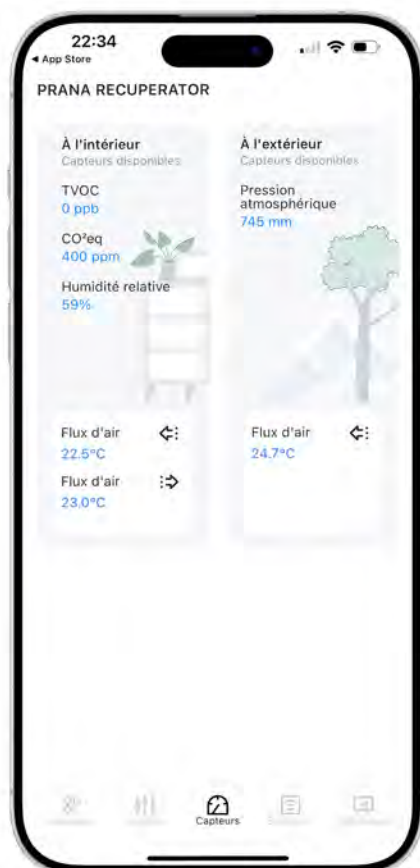 22:34
◀ App Store
PRANA RECUPERATOR
À l'intérieur
Capteurs disponibles
TVOC
0 ppb
CO²eq
400 ppm
Humidité relative
59%
Flux d'air
22.5°C
Flux d'air
23.0°C
À l'extérieur
Capteurs disponibles
Pression
atmosphérique
745 mm
Flux d'air
24.7°C
Capteurs